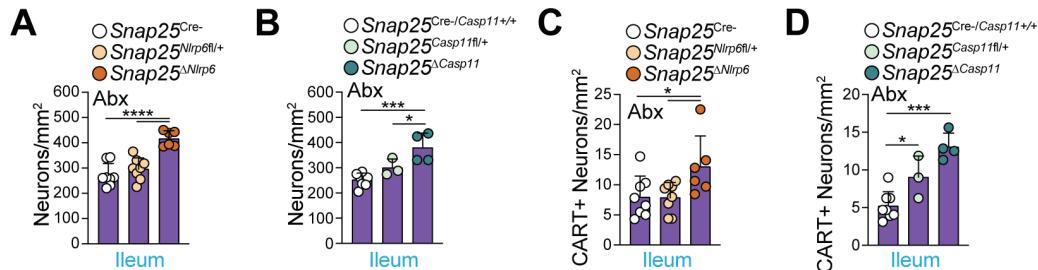 A
Snap25Cre-
Snap25Nlrp6fl/+
Snap25ΔNlrp6
Abx
****
Neurons/mm2
600
500
400
300
200
100
0
Ileum
B
Snap25Cre-/Casp11+/+
Snap25Casp11fl/+
Snap25ΔCasp11
Abx
***
*
Neurons/mm2
600
500
400
300
200
100
0
Ileum
C
Snap25Cre-
Snap25Nlrp6fl/+
Snap25ΔNlrp6
*
Abx
CART+ Neurons/mm2
25
20
15
10
5
0
Ileum
D
Snap25Cre-/Casp11+/+
Snap25Casp11fl/+
Snap25ΔCasp11
Abx
***
*
CART+ Neurons/mm2
20
15
10
5
0
Ileum